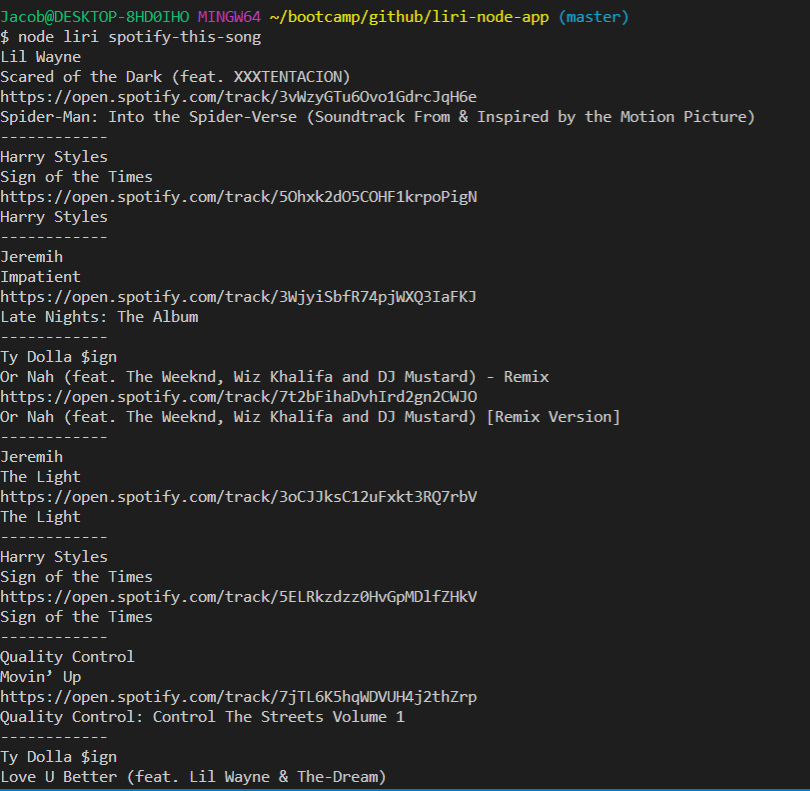 Jacob@DESKTOP-8HD0IHO MINGW64 ~/bootcamp/github/liri-node-app (master)
$ node liri spotify-this-song
Lil Wayne
Scared of the Dark (feat. XXXTENTACION)
https://open.spotify.com/track/3vWzyGTu6Ovo1GdrcJqH6e
Spider-Man: Into the Spider-Verse (Soundtrack From & Inspired by the Motion Picture)
------------
Harry Styles
Sign of the Times
https://open.spotify.com/track/5Ohxk2dO5COHF1krpoPigN
Harry Styles
------------
Jeremih
Impatient
https://open.spotify.com/track/3WjyiSbfR74pjWXQ3IaFKJ
Late Nights: The Album
------------
Ty Dolla $ign
Or Nah (feat. The Weeknd, Wiz Khalifa and DJ Mustard) - Remix
https://open.spotify.com/track/7t2bFihaDvhIrd2gn2CWJO
Or Nah (feat. The Weeknd, Wiz Khalifa and DJ Mustard) [Remix Version]
------------
Jeremih
The Light
https://open.spotify.com/track/3oCJJksC12uFxkt3RQ7rbV
The Light
------------
Harry Styles
Sign of the Times
https://open.spotify.com/track/5ELRkzdzz0HvGpMDlfZHkV
Sign of the Times
------------
Quality Control
Movin’ Up
https://open.spotify.com/track/7jTL6K5hqWDVUH4j2thZrp
Quality Control: Control The Streets Volume 1
------------
Ty Dolla $ign
Love U Better (feat. Lil Wayne & The-Dream)